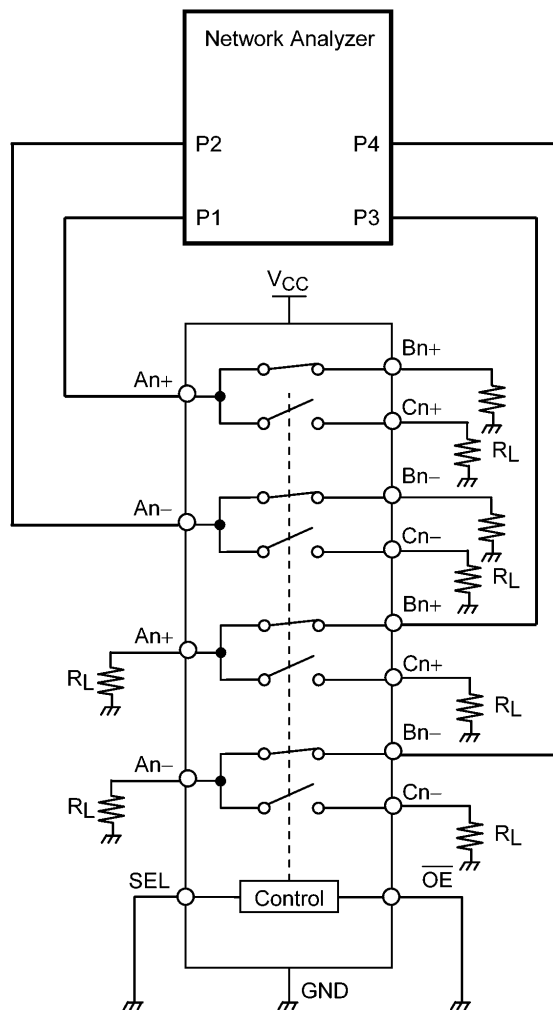 Network Analyzer
P2 P4
P1 P3
VCC
Bn+
An+
Cn+
RL
Bn−
An−
Cn−
RL
Bn+
An+
RL
Cn+
RL
Bn−
An−
RL
Cn−
RL
SEL
Control
OE
GND